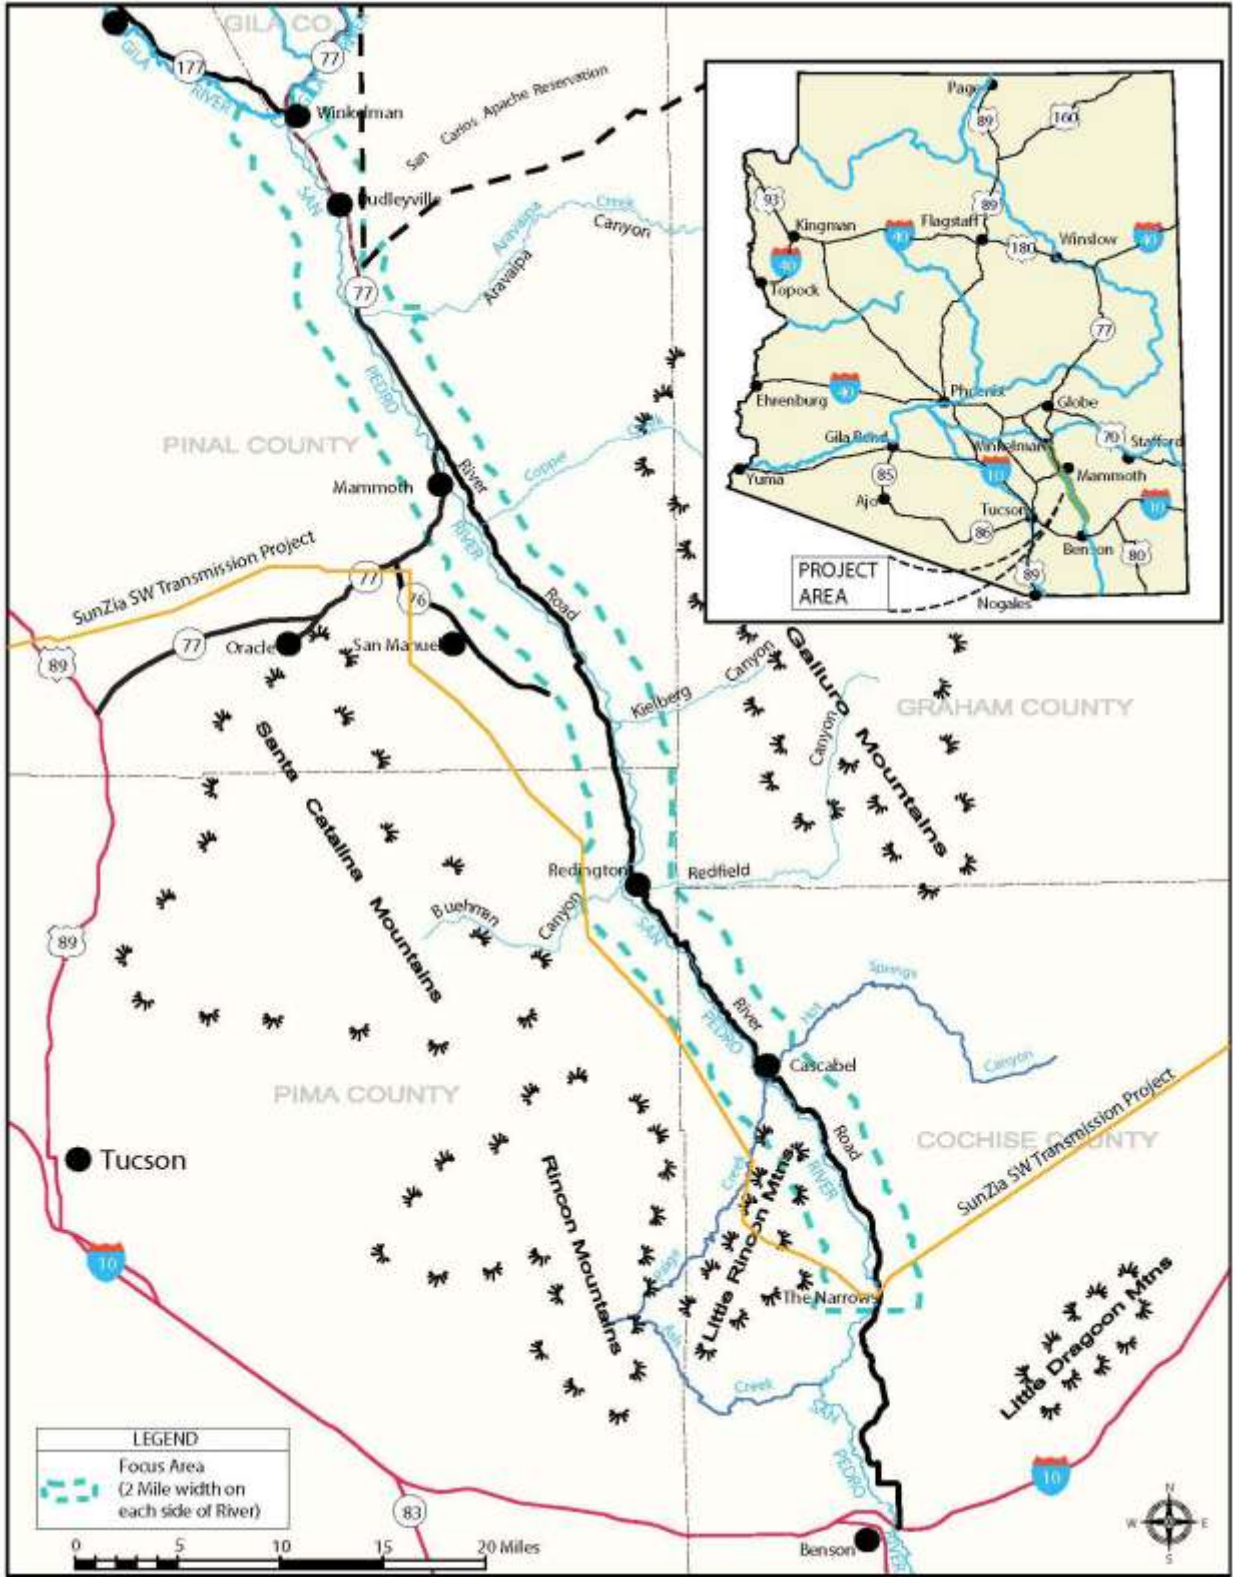 GILA CO
177
77
GILA
RIVER
Winkelman
San Carlos Apache Reservation
SAN
Dudleyville
Aravaipa
Creek
Canyon
Aravaipa
77
PEDRO
PINAL COUNTY
River
Copper
Mammoth
RIVER
SunZia SW Transmission Project
77
76
Road
77
Oracle
San Manuel
89
Kielberg
Canyon
Galluro
Mountains
Canyon
GRAHAM COUNTY
Santa
Catalina
Mountains
Redington
Redfield
Buehman
Canyon
SAN
89
River
PEDRO
Hot
Springs
Canyon
Cascabel
PIMA COUNTY
COCHISE COUNTY
SunZia SW Transmission Project
Road
RIVER
Tucson
10
Rincon Mountains
Creek
Little Rincon Mtns
The Narrows
Ash
Creek
Little Dragoon Mtns
SAN
PEDRO
RIVER
10
83
Benson
N
W
E
S
LEGEND
Focus Area
(2 Mile width on
each side of River)
0 5 10 15 20 Miles
Page
89
160
93
Kingman
40
Flagstaff
89
180
Winslow
40
40
Topock
77
Ehrenburg
40
Phoenix
Globe
Gila Bend
Winkelman
70
Stafford
Yuma
85
10
Mammoth
Ajo
Tucson
10
86
Benson
80
89
Nogales
PROJECT
AREA